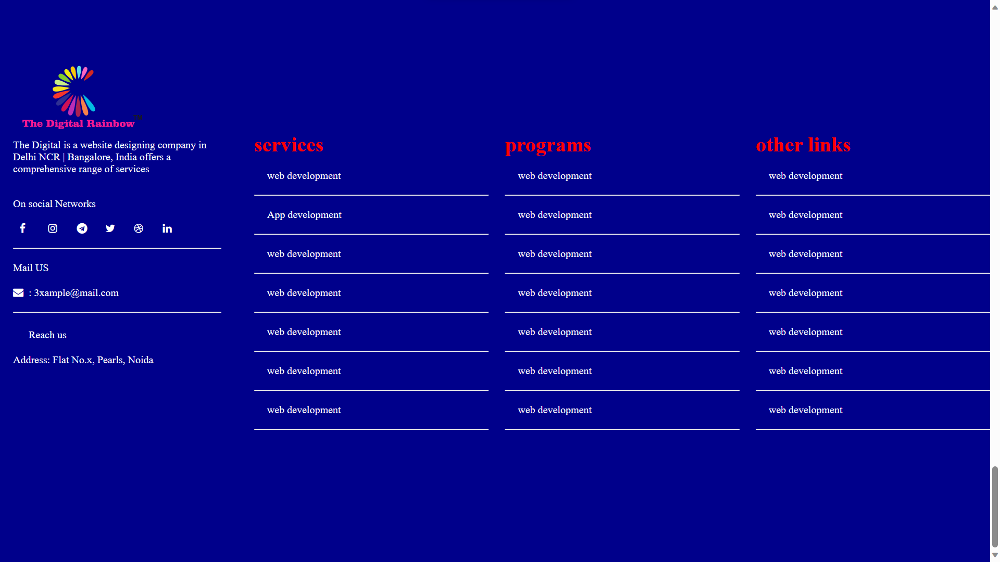 TM
The Digital Rainbow
The Digital is a website designing company in
Delhi NCR | Bangalore, India offers a
comprehensive range of services
On social Networks
Mail US
: 3xample@mail.com
Reach us
Address: Flat No.x, Pearls, Noida
services
web development
App development
web development
web development
web development
web development
web development
programs
web development
web development
web development
web development
web development
web development
web development
other links
web development
web development
web development
web development
web development
web development
web development